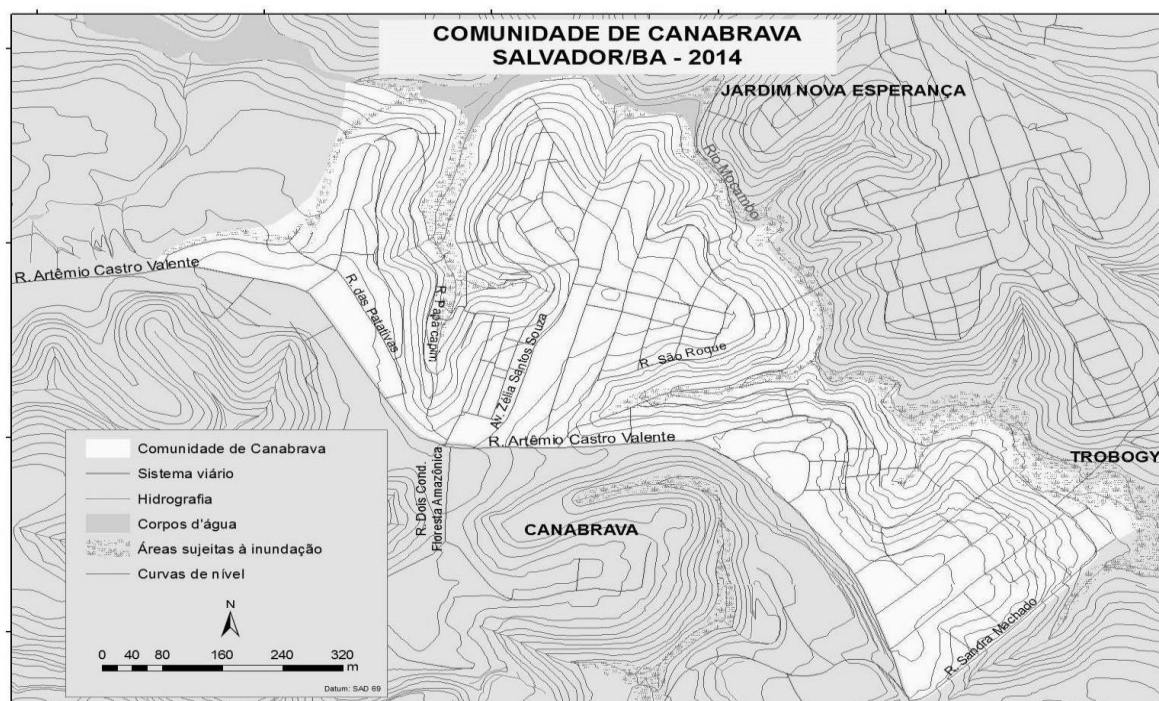 COMUNIDADE DE CANABRAVA
SALVADOR/BA - 2014
JARDIM NOVA ESPERANÇA
Rio Mocambo
R. Artêmio Castro Valente
R. das Patativas
R. Papa capim
Av. Zélia Santos Souza
R. São Roque
R. Artêmio Castro Valente
TROBOGY
R. Dois Cond.
Floresta Amazônica
CANABRAVA
R. Sandra Machado
Comunidade de Canabrava
Sistema viário
Hidrografia
Corpos d'água
Áreas sujeitas à inundação
Curvas de nível
N
0 40 80 160 240 320
m
Datum: SAD 69